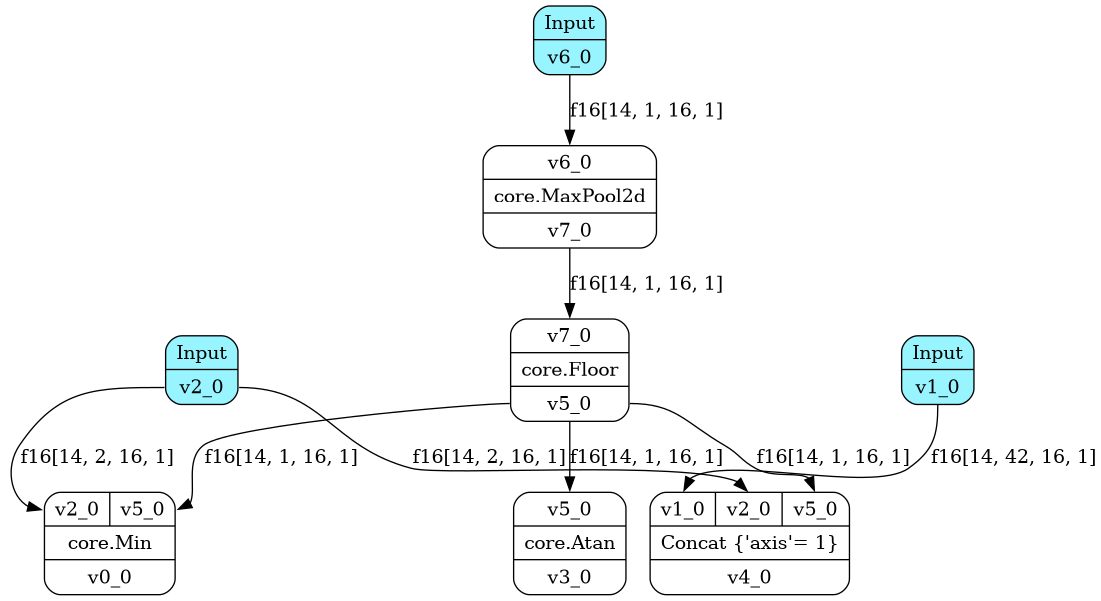 Input
v6_0
f16[14, 1, 16, 1]
v6_0
core.MaxPool2d
v7_0
f16[14, 1, 16, 1]
Input
v2_0
v7_0
core.Floor
v5_0
Input
v1_0
f16[14, 2, 16, 1]
f16[14, 1, 16, 1]
f16[14, 2, 16, 1]
f16[14, 1, 16, 1]
f16[14, 1, 16, 1]
f16[14, 42, 16, 1]
v2_0 v5_0
core.Min
v0_0
v5_0
core.Atan
v3_0
v1_0 v2_0 v5_0
Concat {'axis'= 1}
v4_0